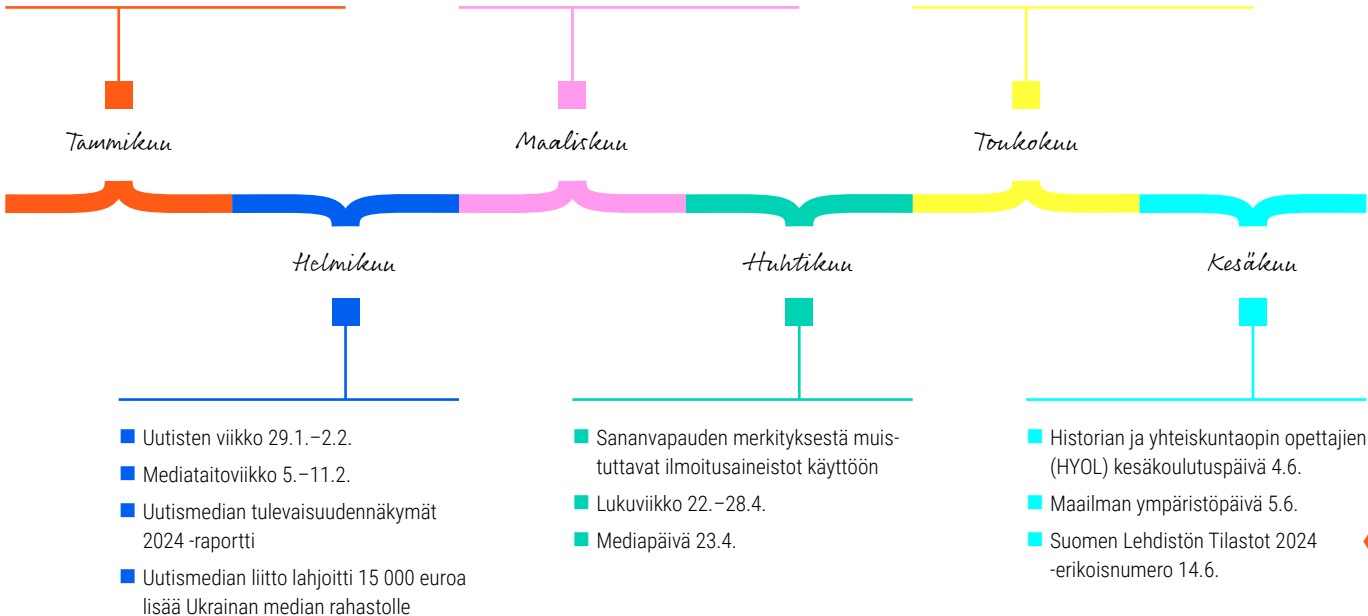 Tammikuu
Maaliskuu
Toukokuu
Helmikuu
Huhtikuu
Kesäkuu
Uutisten viikko 29.1.–2.2.
Mediataitoviikko 5.–11.2.
Uutismedian tulevaisuudennäkymät
2024 -raportti
Uutismedian liitto lahjoitti 15 000 euroa
lisää Ukrainan median rahastolle
Sananvapauden merkityksestä muis-
tuttavat ilmoitusaineistot käyttöön
Lukuviikko 22.–28.4.
Mediapäivä 23.4.
Historian ja yhteiskuntaopin opettajien
(HYOL) kesäkoulutuspäivä 4.6.
Maailman ympäristöpäivä 5.6.
Suomen Lehdistön Tilastot 2024
-erikoisnumero 14.6.